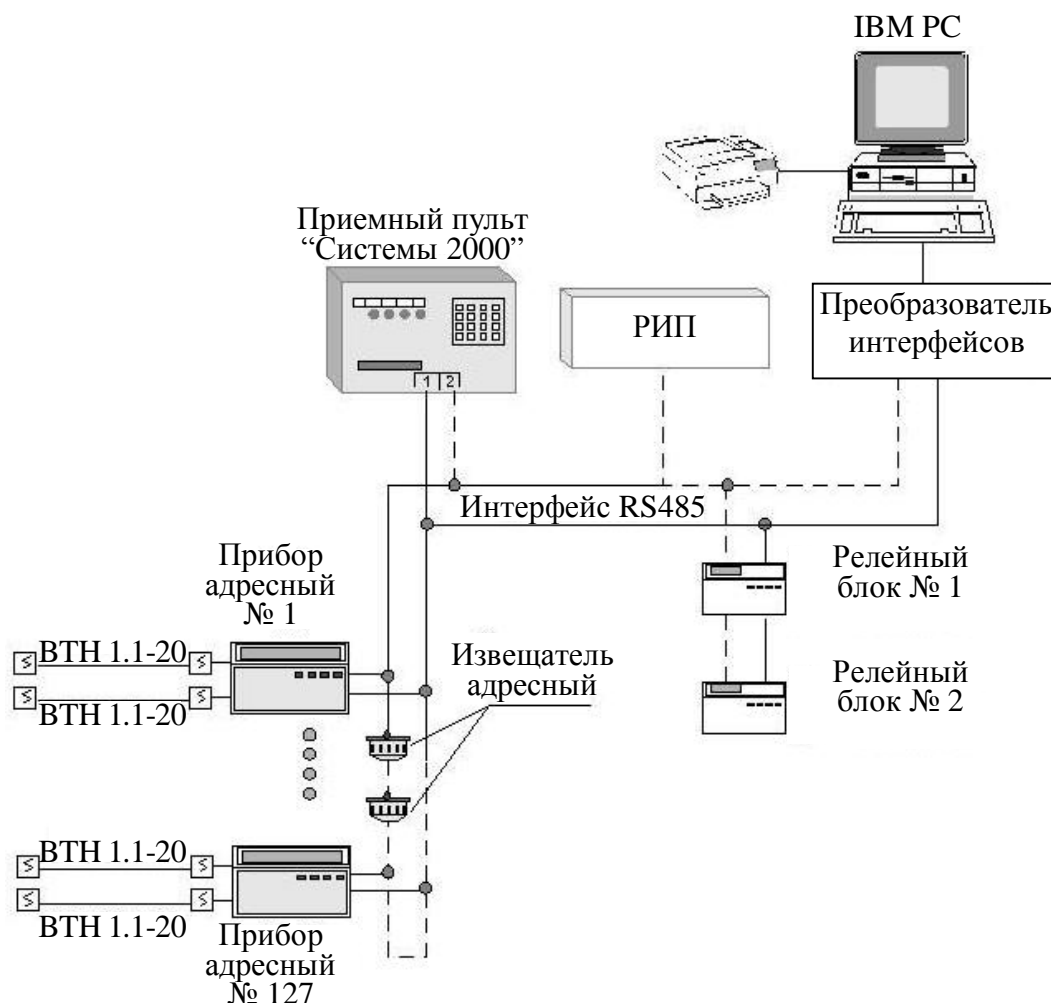 IBM PC
Приемный пульт
“Системы 2000”
РИП
Преобразователь
интерфейсов
1 2
Интерфейс RS485
Прибор
адресный
№ 1
Релейный
блок № 1
ВТН 1.1-20
ВТН 1.1-20
Извещатель
адресный
Релейный
блок № 2
ВТН 1.1-20
ВТН 1.1-20
Прибор
адресный
№ 127